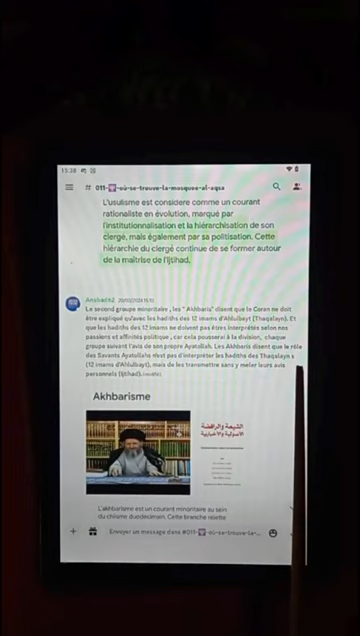 15:38
# 011-🕌-où-se-trouve-la-mosquee-al-aqsa
L'usulisme est considere comme un courant
rationaliste en évolution, marqué par
l'institutionnalisation et la hiérarchisation de son
clergé, mais également par sa politisation. Cette
hiérarchie du clergé continue de se former autour
de la maitrise de l'Ijtihad.
Le second groupe minoritaire , les " Akhbaris" disent que le Coran ne doit
être expliqué qu'avec les hadiths des 12 imams d'Ahlulbayt (Thaqalayn). Et
que les hadiths des 12 imams ne doivent pas êtres interprétés selon nos
passions et affinités politique , car cela pousserai à la division , chaque
groupe suivant l'avis de son propre Ayatollah. Les Akhbaris disent que le rôle
des Savants Ayatollahs n'est pas d'interpréter les hadiths des Thaqalayn s
(12 imams d'Ahlulbayt), mais de les transmettre sans y meler leurs avis
personnels (Ijtihad).
Akhbarisme
الشيعة والرافضة
الأصولية والأخبارية
L'akhbarisme est un courant minoritaire au sein
du chiisme duodécimain. Cette branche rejette
Envoyer un message dans #011-🕌-où-se-trouve-la-...